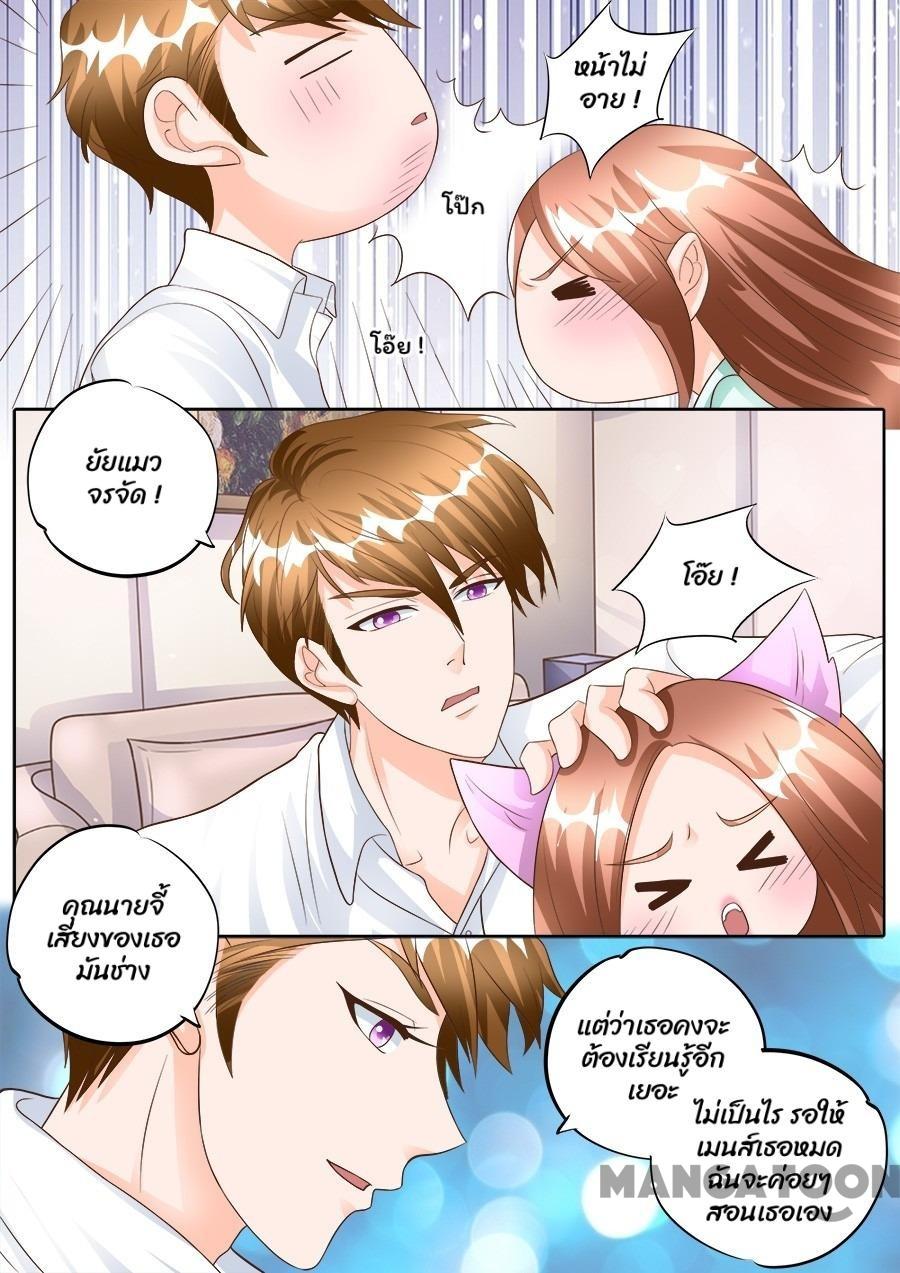 หน้าไม่
อาย !
โป๊ก
โอ๊ย !
ยัยแมว
จรจัด !
โอ๊ย !
คุณนายจี้
เสียงของเธอ
มันช่าง
แต่ว่าเธอคงจะ
ต้องเรียนรู้อีก
เยอะ
ไม่เป็นไร รอให้
เมนส์เธอหมด
ฉันจะค่อยๆ
สอนเธอเอง
MANGATOON